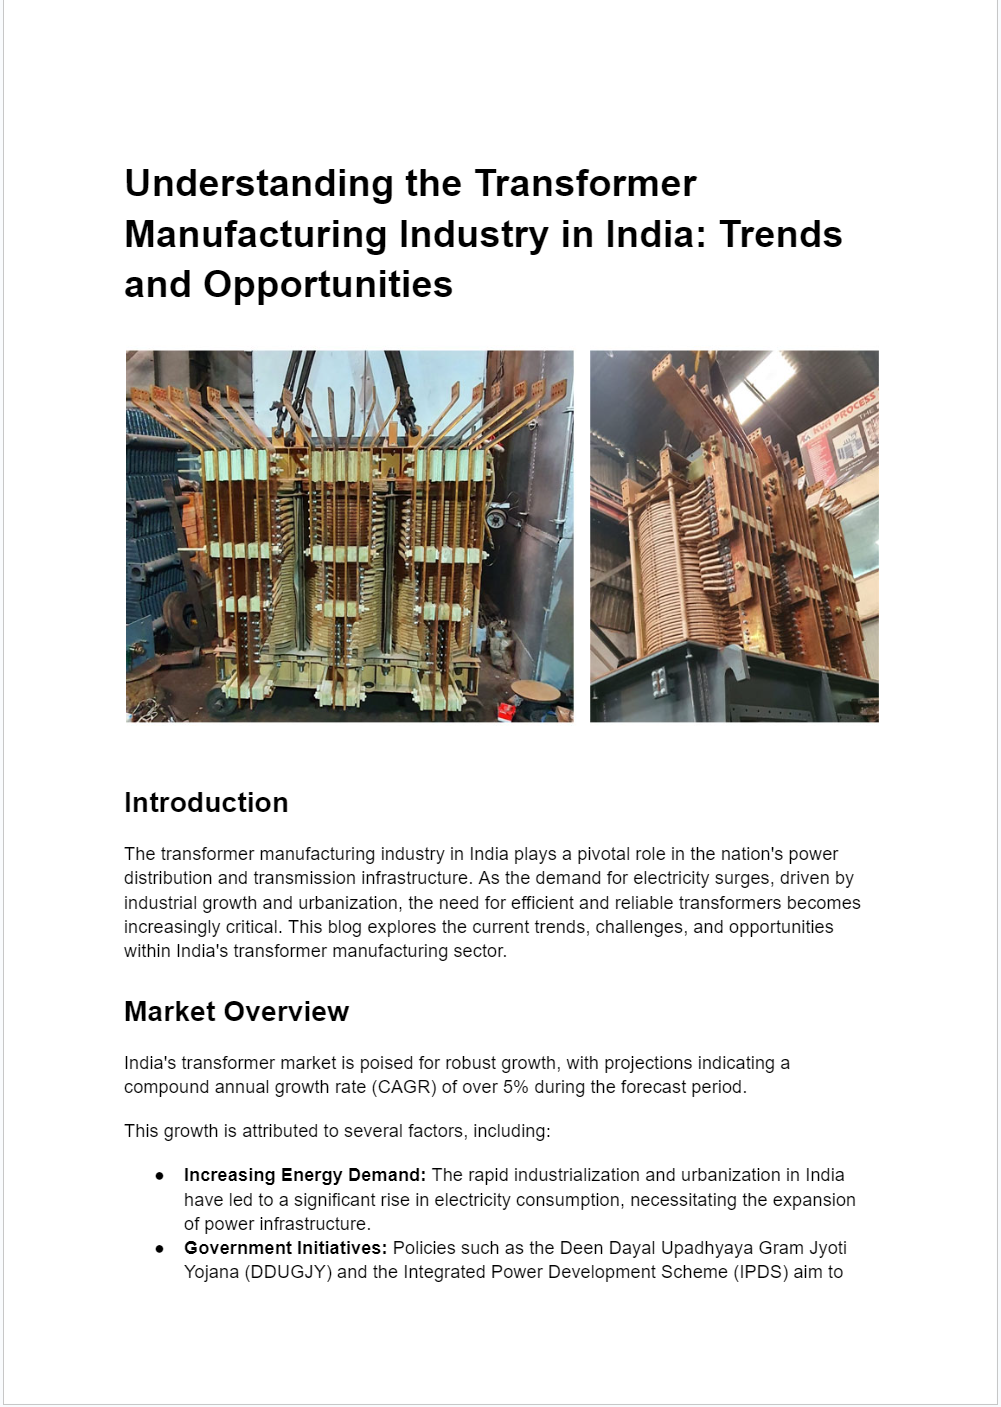 Understanding the Transformer
Manufacturing Industry in India: Trends
and Opportunities
KVR PROCESS
THE
Introduction
The transformer manufacturing industry in India plays a pivotal role in the nation's power
distribution and transmission infrastructure. As the demand for electricity surges, driven by
industrial growth and urbanization, the need for efficient and reliable transformers becomes
increasingly critical. This blog explores the current trends, challenges, and opportunities
within India's transformer manufacturing sector.
Market Overview
India's transformer market is poised for robust growth, with projections indicating a
compound annual growth rate (CAGR) of over 5% during the forecast period.
This growth is attributed to several factors, including:
● Increasing Energy Demand: The rapid industrialization and urbanization in India
have led to a significant rise in electricity consumption, necessitating the expansion
of power infrastructure.
● Government Initiatives: Policies such as the Deen Dayal Upadhyaya Gram Jyoti
Yojana (DDUGJY) and the Integrated Power Development Scheme (IPDS) aim to